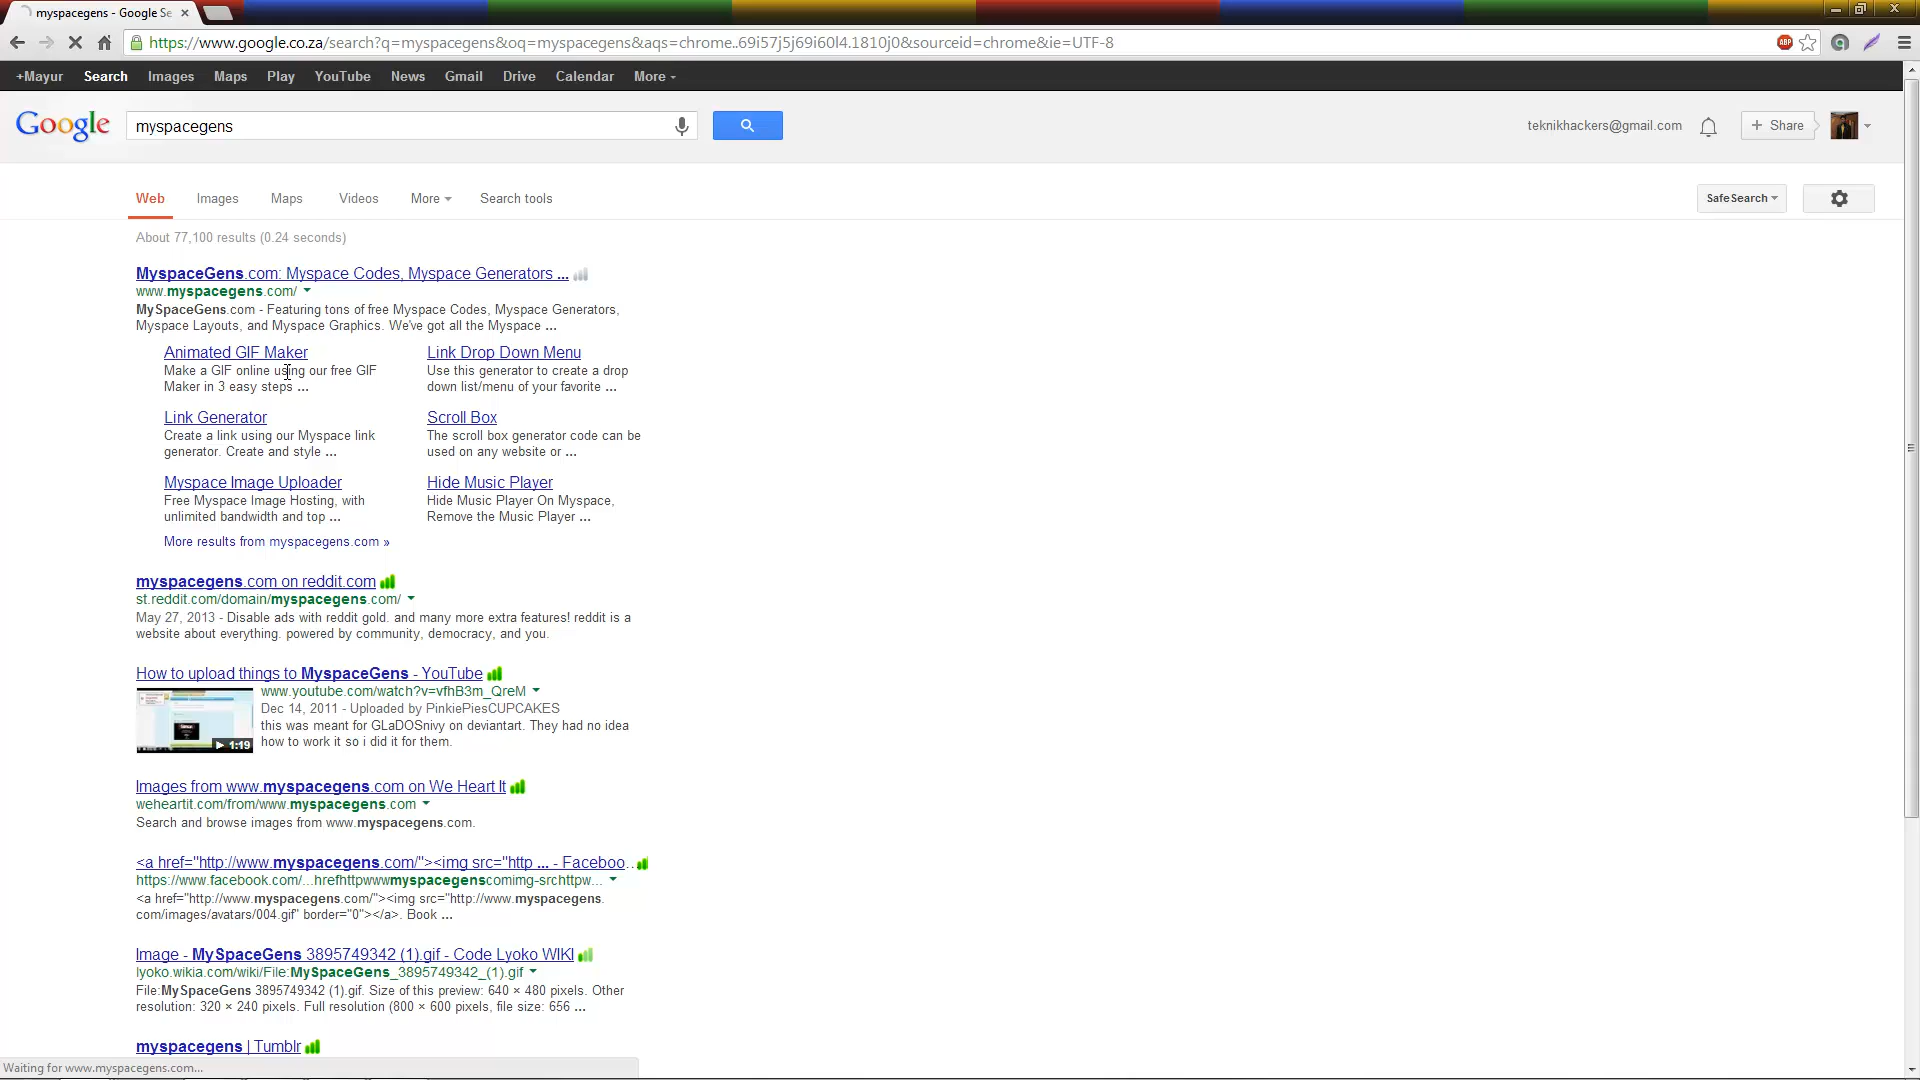 myspacegens - Google Se
https://www.google.co.za/search?q=myspacegens&oq=myspacegens&aqs=chrome..69i57j5j69i60l4.1810j0&sourceid=chrome&ie=UTF-8
ABP
+Mayur Search Images Maps Play YouTube News Gmail Drive Calendar More
Google myspacegens teknikhackers@gmail.com + Share
Web Images Maps Videos More Search tools SafeSearch
About 77,100 results (0.24 seconds)
MyspaceGens.com: Myspace Codes, Myspace Generators ...
www.myspacegens.com/
MySpaceGens.com - Featuring tons of free Myspace Codes, Myspace Generators,
Myspace Layouts, and Myspace Graphics. We've got all the Myspace ...
Animated GIF Maker
Make a GIF online using our free GIF
Maker in 3 easy steps ...
Link Drop Down Menu
Use this generator to create a drop
down list/menu of your favorite ...
Link Generator
Create a link using our Myspace link
generator. Create and style ...
Scroll Box
The scroll box generator code can be
used on any website or ...
Myspace Image Uploader
Free Myspace Image Hosting, with
unlimited bandwidth and top ...
Hide Music Player
Hide Music Player On Myspace,
Remove the Music Player ...
More results from myspacegens.com »
myspacegens.com on reddit.com
st.reddit.com/domain/myspacegens.com/
May 27, 2013 - Disable ads with reddit gold. and many more extra features! reddit is a
website about everything. powered by community, democracy, and you.
How to upload things to MyspaceGens - YouTube
www.youtube.com/watch?v=vfhB3m_QreM
Dec 14, 2011 - Uploaded by PinkiePiesCUPCAKES
this was meant for GLaDOSnivy on deviantart. They had no idea
how to work it so i did it for them.
1:19
Images from www.myspacegens.com on We Heart It
weheartit.com/from/www.myspacegens.com
Search and browse images from www.myspacegens.com.
<a href="http://www.myspacegens.com/"><img src="http ... - Faceboo..
https://www.facebook.com/...hrefhttpwwwmyspacegenscomimg-srchttpw...
<a href="http://www.myspacegens.com/"><img src="http://www.myspacegens.
com/images/avatars/004.gif" border="0"></a>. Book ...
Image - MySpaceGens 3895749342 (1).gif - Code Lyoko WIKI
lyoko.wikia.com/wiki/File:MySpaceGens_3895749342_(1).gif
File:MySpaceGens 3895749342 (1).gif. Size of this preview: 640 × 480 pixels. Other
resolution: 320 × 240 pixels. Full resolution (800 × 600 pixels, file size: 656 ...
myspacegens | Tumblr
Waiting for www.myspacegens.com...